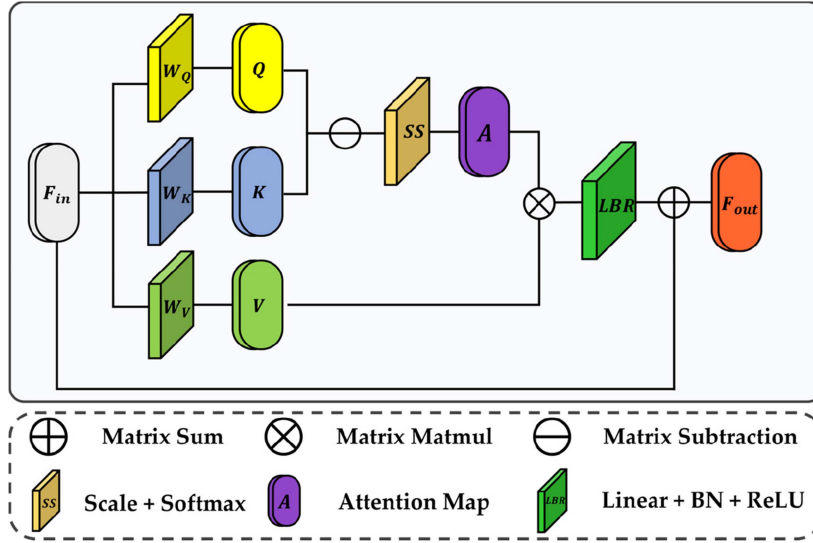 W_Q
Q
SS
A
F_in
W_K
K
LBR
F_out
W_V
V
Matrix Sum
Matrix Matmul
Matrix Subtraction
SS
Scale + Softmax
A
Attention Map
LBR
Linear + BN + ReLU